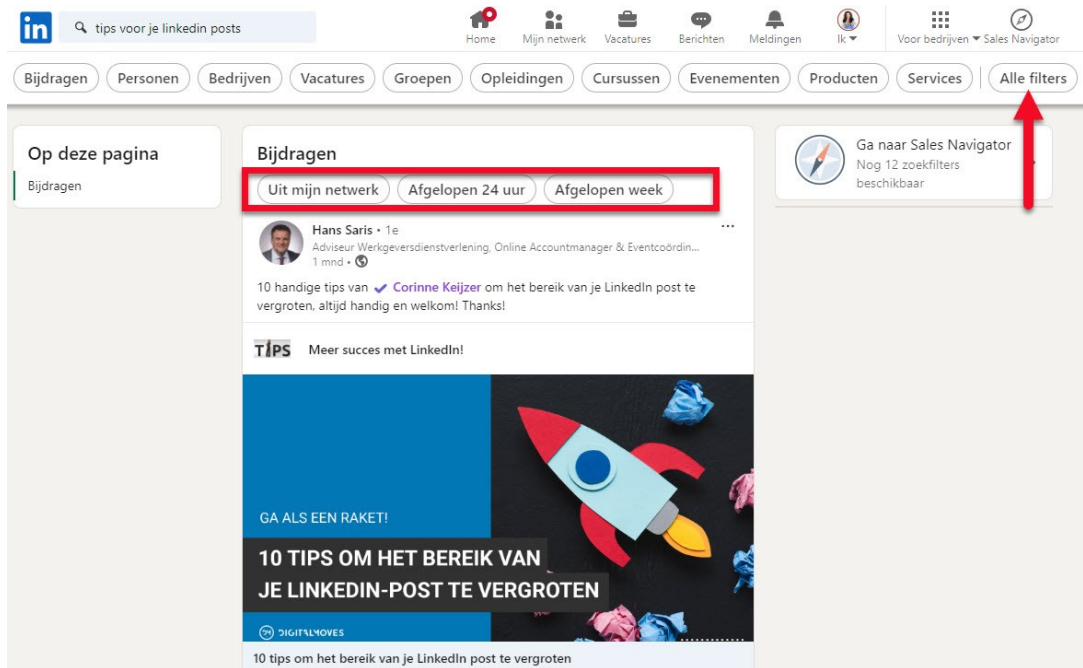 in
tips voor je linkedin posts
Home
Mijn netwerk
Vacatures
Berichten
Meldingen
Ik
Voor bedrijven
Sales Navigator
Bijdragen
Personen
Bedrijven
Vacatures
Groepen
Opleidingen
Cursussen
Evenementen
Producten
Services
Alle filters
Op deze pagina
Bijdragen
Bijdragen
Uit mijn netwerk
Afgelopen 24 uur
Afgelopen week
Hans Saris • 1e
Adviseur Werkgeversdienstverlening, Online Accountmanager & Eventcoördin...
1 mnd •
10 handige tips van ✔ Corinne Keijzer om het bereik van je LinkedIn post te
vergroten, altijd handig en welkom! Thanks!
TIPS
Meer succes met LinkedIn!
GA ALS EEN RAKET!
10 TIPS OM HET BEREIK VAN
JE LINKEDIN-POST TE VERGROTEN
DIGITALMOVES
10 tips om het bereik van je LinkedIn post te vergroten
Ga naar Sales Navigator
Nog 12 zoekfilters
beschikbaar